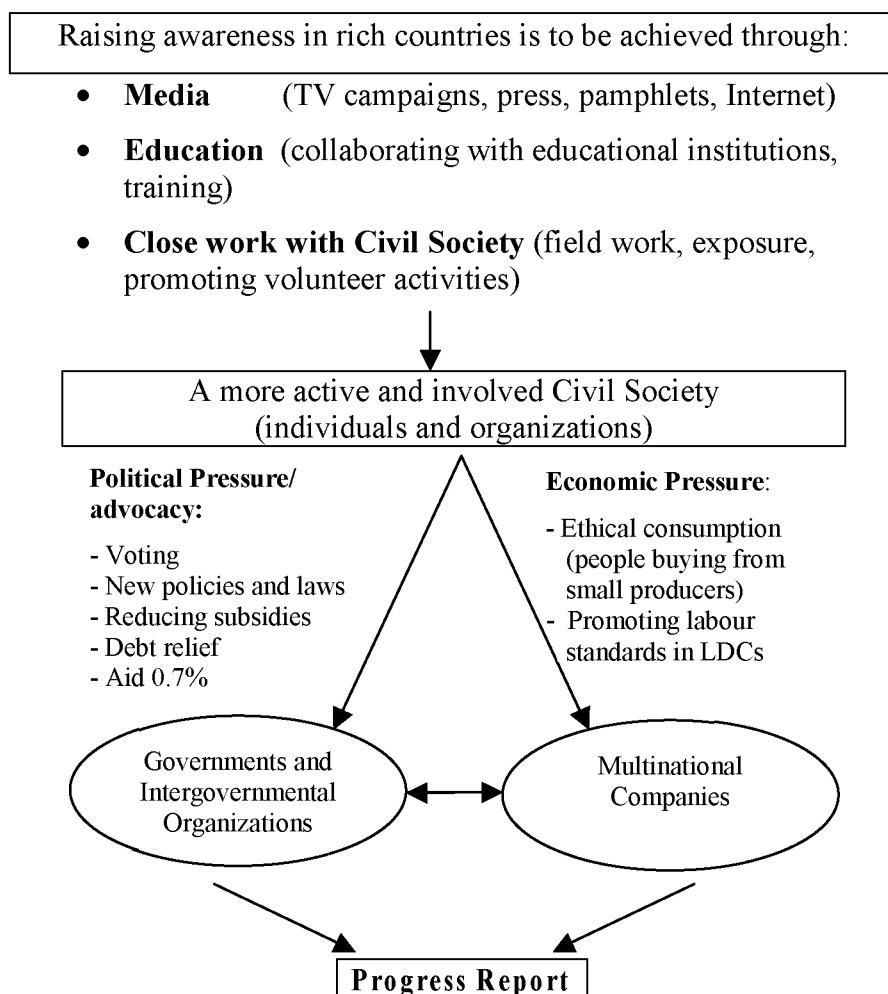 Raising awareness in rich countries is to be achieved through:
• Media (TV campaigns, press, pamphlets, Internet)
• Education (collaborating with educational institutions,
training)
• Close work with Civil Society (field work, exposure,
promoting volunteer activities)
A more active and involved Civil Society
(individuals and organizations)
Political Pressure/
advocacy:
- Voting
- New policies and laws
- Reducing subsidies
- Debt relief
- Aid 0.7%
Economic Pressure:
- Ethical consumption
(people buying from
small producers)
- Promoting labour
standards in LDCs
Governments and
Intergovernmental
Organizations
Multinational
Companies
Progress Report